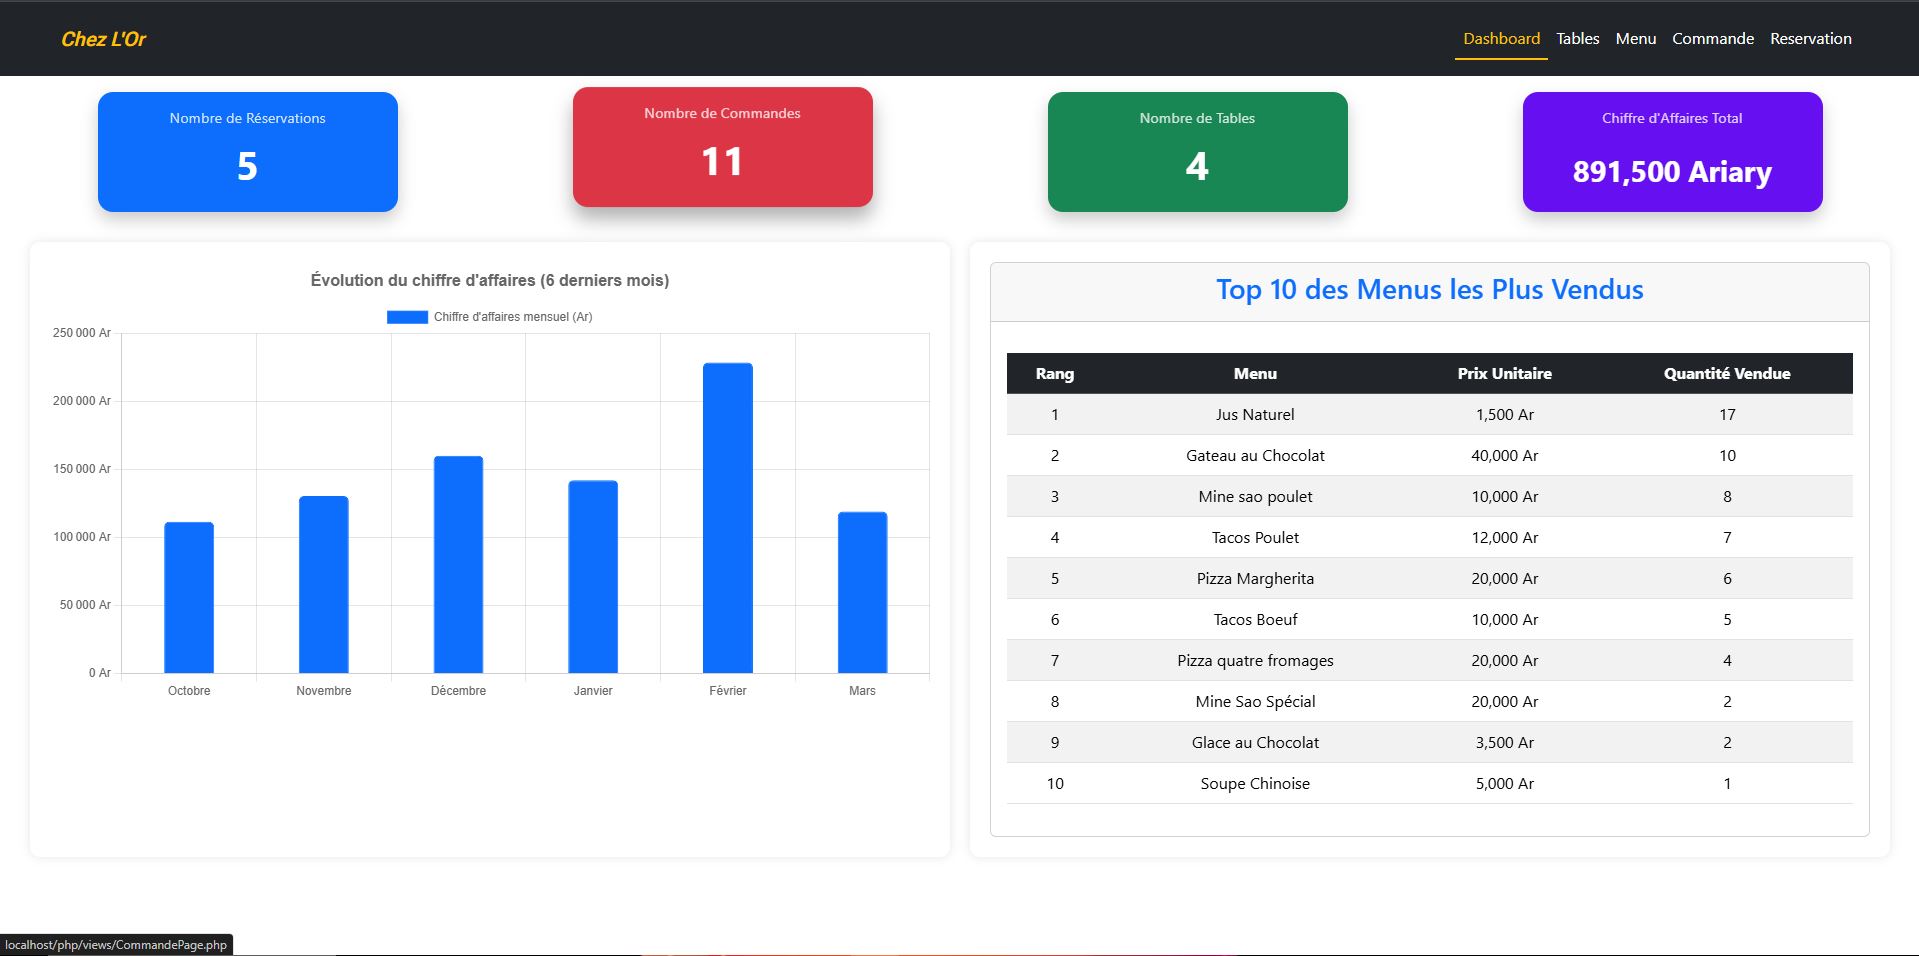 Chez L'Or
Dashboard Tables Menu Commande Reservation
Nombre de Réservations
5
Nombre de Commandes
11
Nombre de Tables
4
Chiffre d'Affaires Total
891,500 Ariary
Évolution du chiffre d'affaires (6 derniers mois)
Chiffre d'affaires mensuel (Ar)
250 000 Ar
200 000 Ar
150 000 Ar
100 000 Ar
50 000 Ar
0 Ar
Octobre Novembre Décembre Janvier Février Mars
Top 10 des Menus les Plus Vendus
Rang Menu Prix Unitaire Quantité Vendue
1 Jus Naturel 1,500 Ar 17
2 Gateau au Chocolat 40,000 Ar 10
3 Mine sao poulet 10,000 Ar 8
4 Tacos Poulet 12,000 Ar 7
5 Pizza Margherita 20,000 Ar 6
6 Tacos Boeuf 10,000 Ar 5
7 Pizza quatre fromages 20,000 Ar 4
8 Mine Sao Spécial 20,000 Ar 2
9 Glace au Chocolat 3,500 Ar 2
10 Soupe Chinoise 5,000 Ar 1
localhost/php/views/CommandePage.php